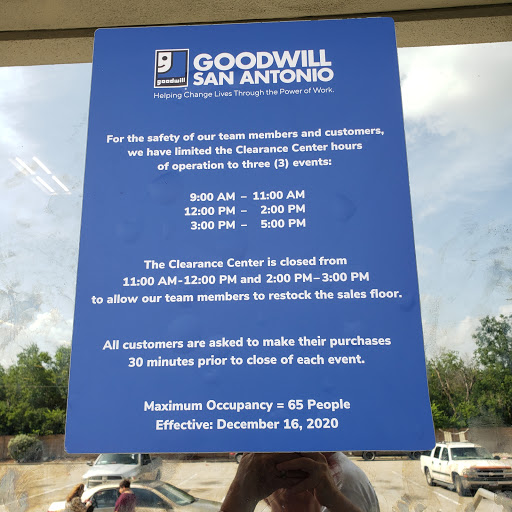 g
goodwill
GOODWILL
SAN ANTONIO
Helping Change Lives Through the Power of Work.
For the safety of our team members and customers,
we have limited the Clearance Center hours
of operation to three (3) events:
9:00 AM – 11:00 AM
12:00 PM – 2:00 PM
3:00 PM – 5:00 PM
The Clearance Center is closed from
11:00 AM-12:00 PM and 2:00 PM–3:00 PM
to allow our team members to restock the sales floor.
All customers are asked to make their purchases
30 minutes prior to close of each event.
Maximum Occupancy = 65 People
Effective: December 16, 2020